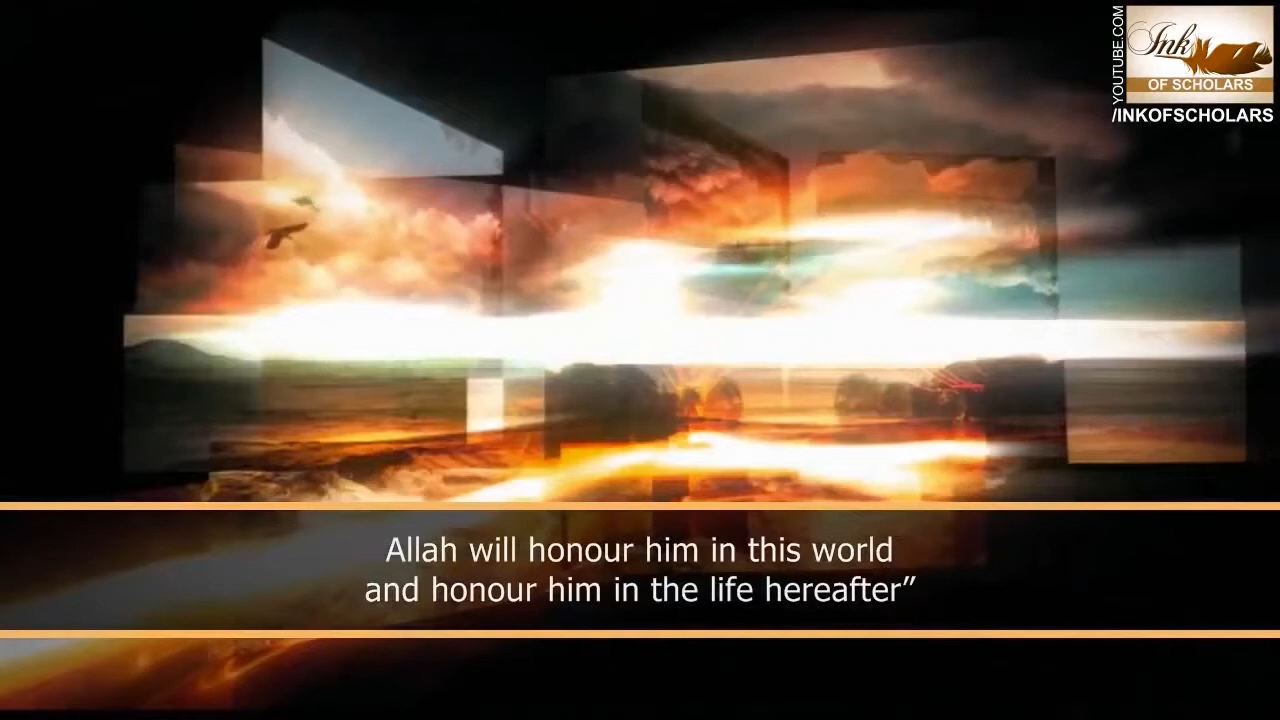 Ink
OF SCHOLARS
YOUTUBE.COM
/INKOFSCHOLARS
Allah will honour him in this world
and honour him in the life hereafter”